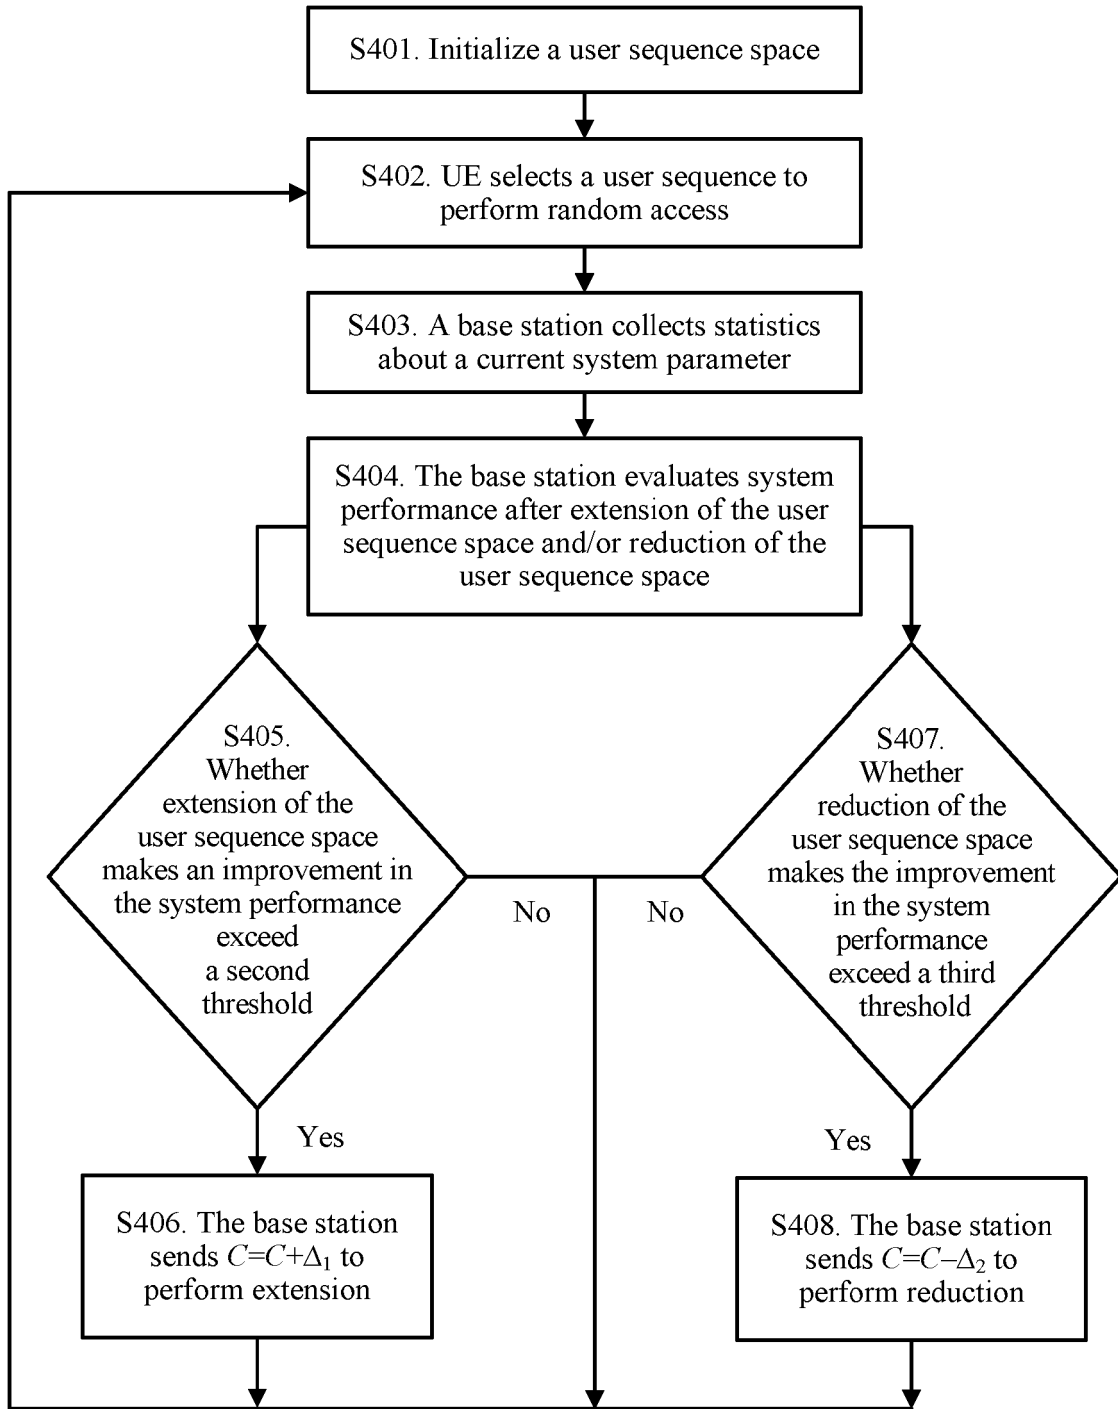 S401. Initialize a user sequence space
S402. UE selects a user sequence to
perform random access
S403. A base station collects statistics
about a current system parameter
S404. The base station evaluates system
performance after extension of the user
sequence space and/or reduction of the
user sequence space
S405.
Whether
extension of the
user sequence space
makes an improvement in
the system performance
exceed
a second
threshold
S407.
Whether
reduction of the
user sequence space
makes the improvement
in the system
performance
exceed a third
threshold
No
No
Yes
Yes
S406. The base station
sends C=C+Δ₁ to
perform extension
S408. The base station
sends C=C–Δ₂ to
perform reduction